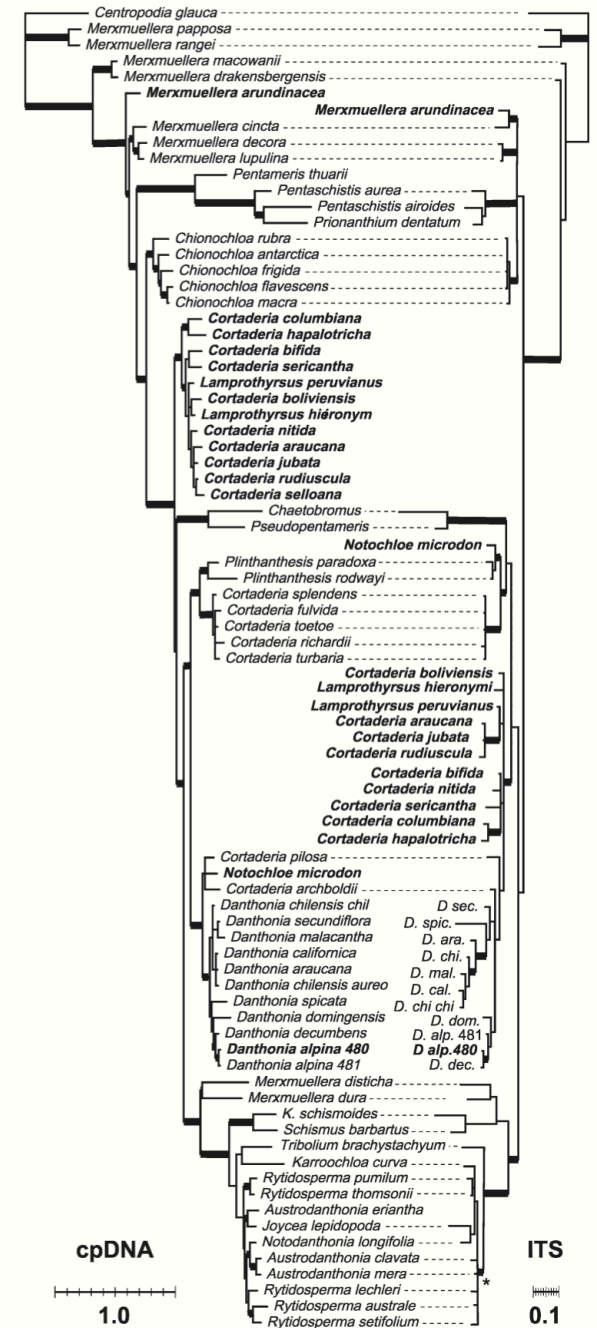 Centropodia glauca
Merxmuellera papposa
Merxmuellera rangei
Merxmuellera macowanii
Merxmuellera drakensbergensis
Merxmuellera arundinacea
Merxmuellera arundinacea
Merxmuellera cincta
Merxmuellera decora
Merxmuellera lupulina
Pentameris thuarii
Pentaschistis aurea
Pentaschistis airoides
Prionanthium dentatum
Chionochloa rubra
Chionochloa antarctica
Chionochloa frigida
Chionochloa flavescens
Chionochloa macra
Cortaderia columbiana
Cortaderia hapalotricha
Cortaderia bifida
Cortaderia sericantha
Lamprothyrsus peruvianus
Cortaderia boliviensis
Lamprothyrsus hieronym
Cortaderia nitida
Cortaderia araucana
Cortaderia jubata
Cortaderia rudiuscula
Cortaderia selloana
Chaetobromus
Pseudopentameris
Notochloe microdon
Plinthanthesis paradoxa
Plinthanthesis rodwayi
Cortaderia splendens
Cortaderia fulvida
Cortaderia toetoe
Cortaderia richardii
Cortaderia turbaria
Cortaderia boliviensis
Lamprothyrsus hieronymi
Lamprothyrsus peruvianus
Cortaderia araucana
Cortaderia jubata
Cortaderia rudiuscula
Cortaderia bifida
Cortaderia nitida
Cortaderia sericantha
Cortaderia columbiana
Cortaderia hapalotricha
Cortaderia pilosa
Notochloe microdon
Cortaderia archboldii
Danthonia chilensis chil D sec.
Danthonia secundiflora D. spic.
Danthonia malacantha D. ara.
Danthonia californica D. chi.
Danthonia araucana D. mal.
Danthonia chilensis aureo D. cal.
Danthonia spicata D. chi chi
Danthonia domingensis D. dom.
Danthonia decumbens D. alp. 481
Danthonia alpina 480 D alp.480
Danthonia alpina 481 D. dec.
Merxmuellera disticha
Merxmuellera dura
K. schismoides
Schismus barbartus
Tribolium brachystachyum
Karroochloa curva
Rytidosperma pumilum
Rytidosperma thomsonii
Austrodanthonia eriantha
Joycea lepidopoda
Notodanthonia longifolia
Austrodanthonia clavata
Austrodanthonia mera
*
Rytidosperma lechleri
Rytidosperma australe
Rytidosperma setifolium
cpDNA ITS
1.0 0.1